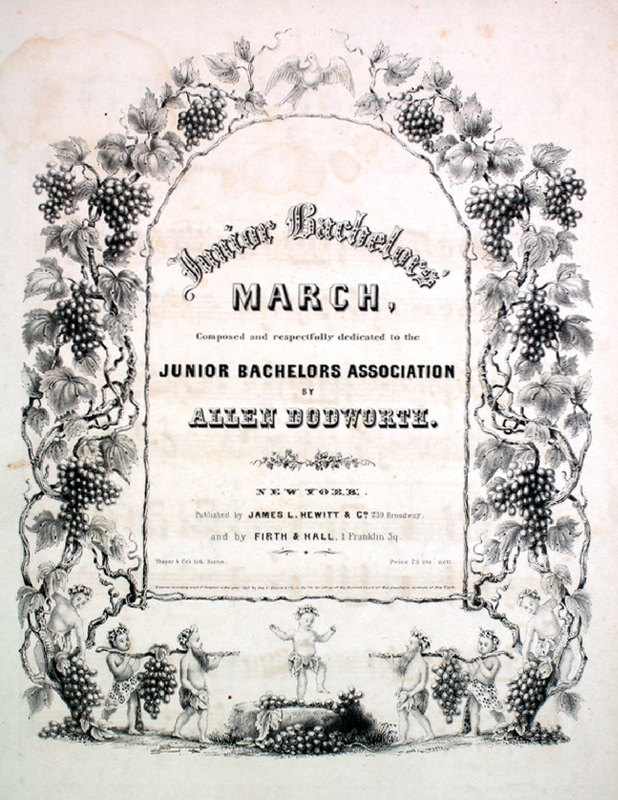 Junior Bachelors'
MARCH,
Composed and respectfully dedicated to the
JUNIOR BACHELORS ASSOCIATION
BY
ALLEN DODWORTH.
NEW YORK.
Published by JAMES L. HEWITT & Co. 239 Broadway.
and by FIRTH & HALL, 1 Franklin Sq.
Thayer & Co's Lith. Boston. Price 25 cts. nett.